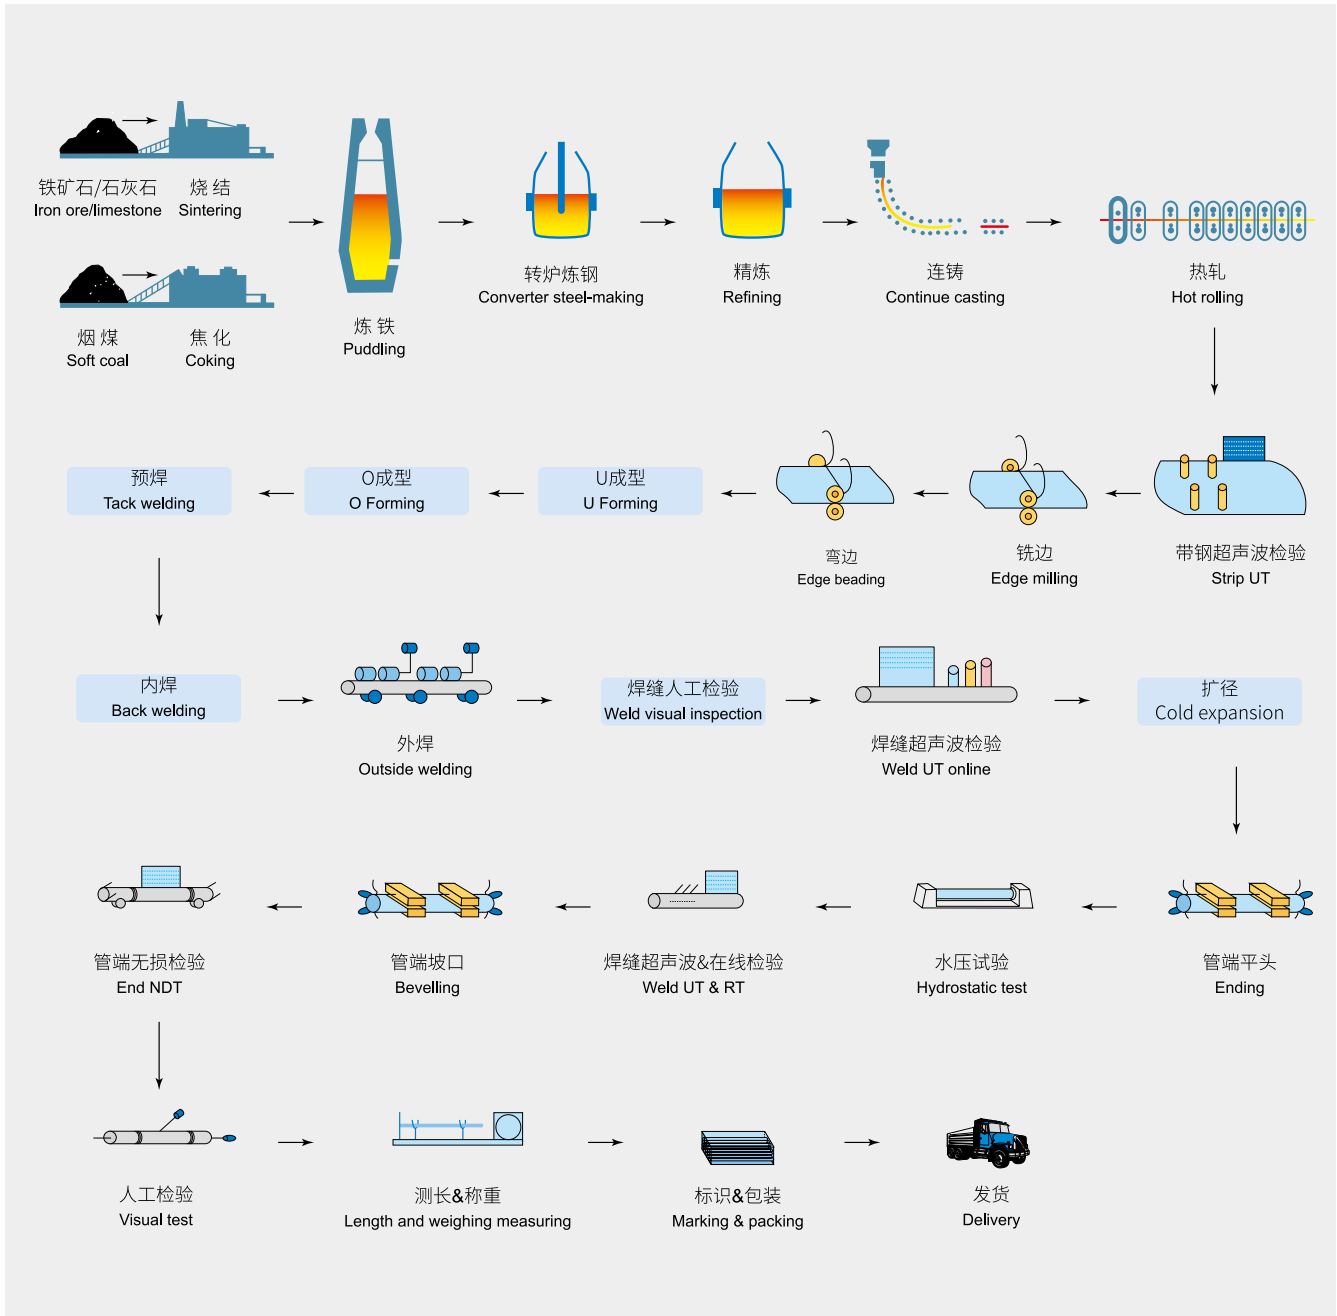 铁矿石/石灰石
Iron ore/limestone
烧 结
Sintering
烟 煤
Soft coal
焦 化
Coking
炼 铁
Puddling
转炉炼钢
Converter steel-making
精炼
Refining
连铸
Continue casting
热轧
Hot rolling
带钢超声波检验
Strip UT
铣边
Edge milling
弯边
Edge beading
U成型
U Forming
O成型
O Forming
预焊
Tack welding
内焊
Back welding
外焊
Outside welding
焊缝人工检验
Weld visual inspection
焊缝超声波检验
Weld UT online
扩径
Cold expansion
管端平头
Ending
水压试验
Hydrostatic test
焊缝超声波&在线检验
Weld UT & RT
管端坡口
Bevelling
管端无损检验
End NDT
人工检验
Visual test
测长&称重
Length and weighing measuring
标识&包装
Marking & packing
发货
Delivery